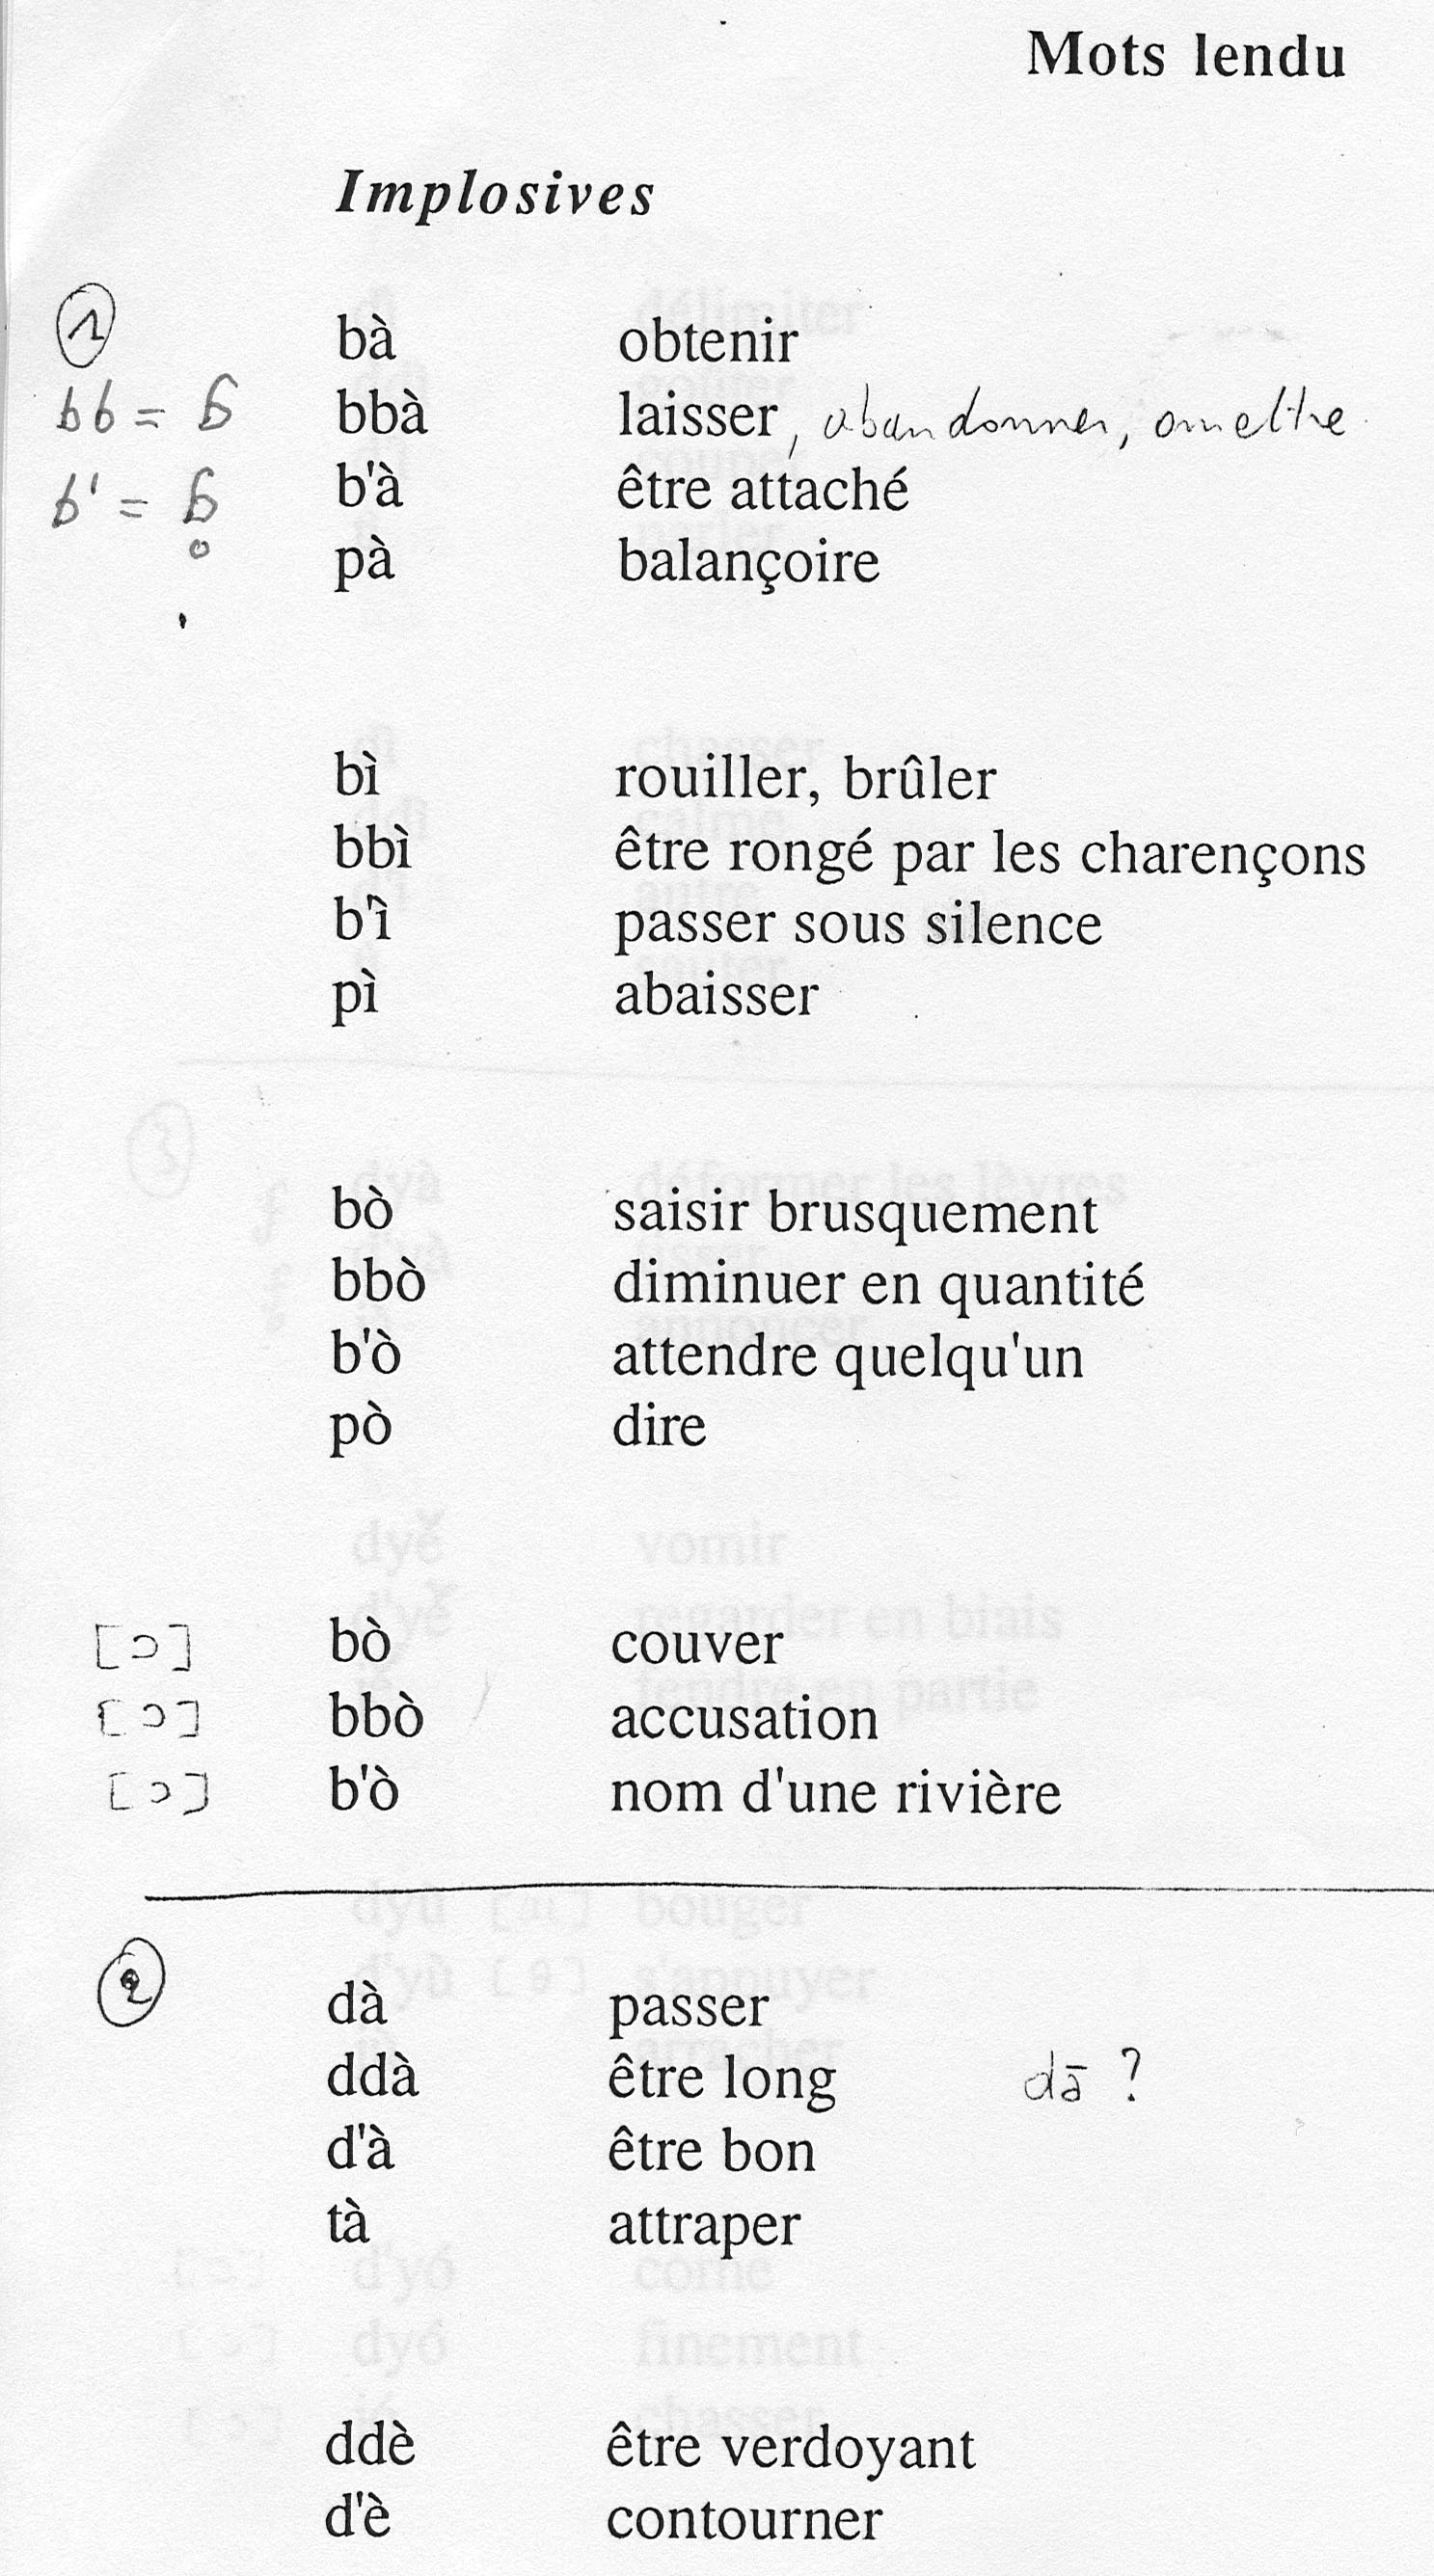 Mots lendu
Implosives
① bà obtenir
bb = ɓ bbà laisser, abandonner, omettre
b' = ɓ̥ b'à être attaché
pà balançoire
bì rouiller, brûler
bbì être rongé par les charençons
b'ì passer sous silence
pì abaisser
bò saisir brusquement
bbò diminuer en quantité
b'ò attendre quelqu'un
pò dire
[ɔ] bò couver
[ɔ] bbò accusation
[ɔ] b'ò nom d'une rivière
② dà passer
ddà être long dā ?
d'à être bon
tà attraper
ddè être verdoyant
d'è contourner